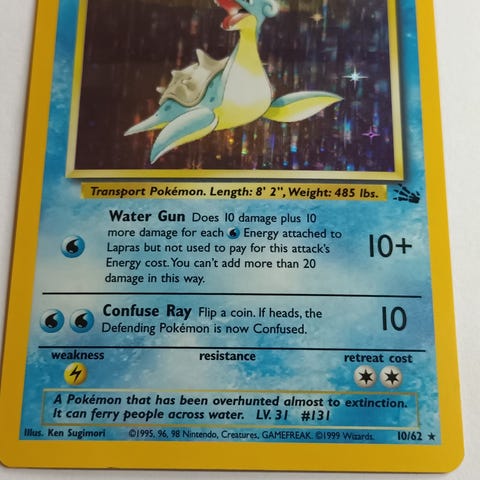 Transport Pokémon. Length: 8' 2", Weight: 485 lbs.
Water Gun Does 10 damage plus 10
more damage for each Energy attached to
Lapras but not used to pay for this attack's
Energy cost. You can't add more than 20
damage in this way.
10+
Confuse Ray Flip a coin. If heads, the
Defending Pokémon is now Confused.
10
weakness resistance retreat cost
A Pokémon that has been overhunted almost to extinction.
It can ferry people across water. LV. 31 #131
Illus. Ken Sugimori ©1995, 96, 98 Nintendo, Creatures, GAMEFREAK. ©1999 Wizards. 10/62 ★